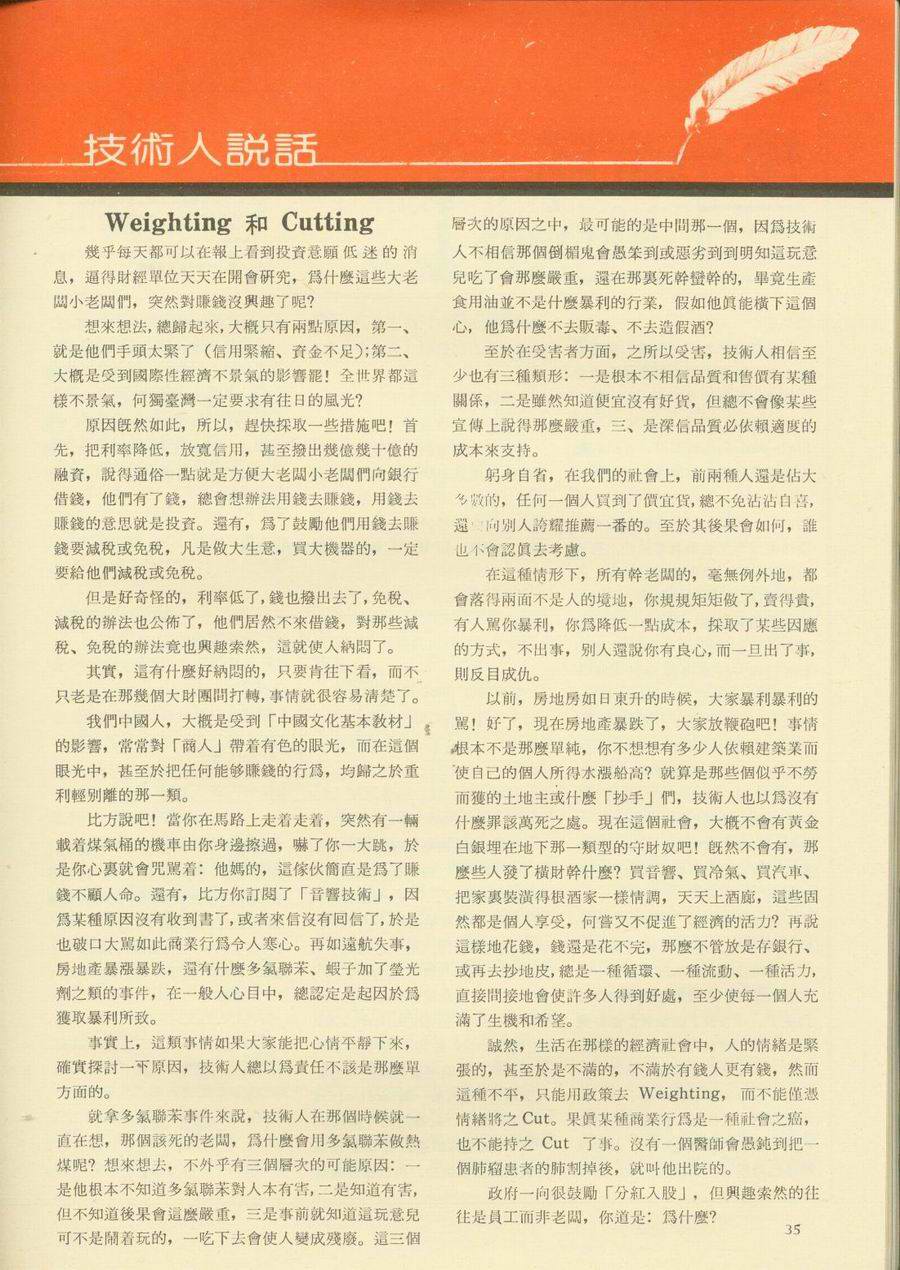 技術人説話
Weighting 和 Cutting
幾乎每天都可以在報上看到投資意願低迷的消
息，逼得財經單位天天在開會研究，爲什麼這些大老
闆小老闆們，突然對賺錢沒興趣了呢？
想來想法，總歸起來，大概只有兩點原因，第一、
就是他們手頭太緊了（信用緊縮、資金不足）；第二、
大概是受到國際性經濟不景氣的影響罷！全世界都這
樣不景氣，何獨臺灣一定要求有往日的風光？
原因既然如此，所以，趕快採取一些措施吧！首
先，把利率降低，放寬信用，甚至撥出幾億幾十億的
融資，說得通俗一點就是方便大老闆小老闆們向銀行
借錢，他們有了錢，總會想辦法用錢去賺錢，用錢去
賺錢的意思就是投資。還有，爲了鼓勵他們用錢去賺
錢要減稅或免稅，凡是做大生意，買大機器的，一定
要給他們減稅或免稅。
但是好奇怪的，利率低了，錢也撥出去了，免稅、
減稅的辦法也公佈了，他們居然不來借錢，對那些減
稅、免稅的辦法竟也興趣索然，這就使人納悶了。
其實，這有什麼好納悶的，只要肯往下看，而不
只老是在那幾個大財團間打轉，事情就很容易清楚了。
我們中國人，大概是受到「中國文化基本教材」
的影響，常常對「商人」帶着有色的眼光，而在這個
眼光中，甚至於把任何能够賺錢的行爲，均歸之於重
利輕別離的那一類。
比方說吧！當你在馬路上走着走着，突然有一輛
載着煤氣桶的機車由你身邊擦過，嚇了你一大跳，於
是你心裏就會咒罵着：他媽的，這傢伙簡直是爲了賺
錢不顧人命。還有，比方你訂閱了「音響技術」，因
爲某種原因沒有收到書了，或者來信沒有回信了，於是
也破口大罵如此商業行爲令人寒心。再如遠航失事，
房地產暴漲暴跌，還有什麼多氯聯苯、蝦子加了螢光
劑之類的事件，在一般人心目中，總認定是起因於爲
獲取暴利所致。
事實上，這類事情如果大家能把心情平靜下來，
確實探討一下原因，技術人總以爲責任不該是那麼單
方面的。
就拿多氯聯苯事件來說，技術人在那個時候就一
直在想，那個該死的老闆，爲什麼會用多氯聯苯做熱
煤呢？想來想去，不外乎有三個層次的可能原因：一
是他根本不知道多氯聯苯對人本有害，二是知道有害，
但不知道後果會這麼嚴重，三是事前就知道這玩意兒
可不是鬧着玩的，一吃下去會使人變成殘廢。這三個
層次的原因之中，最可能的是中間那一個，因爲技術
人不相信那個倒楣鬼會愚笨到或惡劣到到明知這玩意
兒吃了會那麼嚴重，還在那裏死幹蠻幹的，畢竟生產
食用油並不是什麼暴利的行業，假如他眞能橫下這個
心，他爲什麼不去販毒、不去造假酒？
至於在受害者方面，之所以受害，技術人相信至
少也有三種類形：一是根本不相信品質和售價有某種
關係，二是雖然知道便宜沒有好貨，但總不會像某些
宣傳上說得那麼嚴重，三、是深信品質必依賴適度的
成本來支持。
躬身自省，在我們的社會上，前兩種人還是佔大
多數的，任何一個人買到了價宜貨，總不免沾沾自喜，
還向別人誇耀推薦一番的。至於其後果會如何，誰
也不會認眞去考慮。
在這種情形下，所有幹老闆的，毫無例外地，都
會落得兩面不是人的境地，你規規矩矩做了，賣得貴，
有人罵你暴利，你爲降低一點成本，採取了某些因應
的方式，不出事，別人還說你有良心，而一旦出了事，
則反目成仇。
以前，房地房如日東升的時候，大家暴利暴利的
罵！好了，現在房地產暴跌了，大家放鞭砲吧！事情
根本不是那麼單純，你不想想有多少人依賴建築業而
使自己的個人所得水漲船高？就算是那些個似乎不勞
而獲的土地主或什麼「抄手」們，技術人也以爲沒有
什麼罪該萬死之處。現在這個社會，大概不會有黃金
白銀埋在地下那一類型的守財奴吧！旣然不會有，那
麼些人發了橫財幹什麼？買音響、買冷氣、買汽車、
把家裏裝潢得根酒家一樣情調，天天上酒廊，這些固
然都是個人享受，何嘗又不促進了經濟的活力？再說
這樣地花錢，錢還是花不完，那麼不管放是存銀行、
或再去抄地皮，總是一種循環、一種流動、一種活力，
直接間接地會使許多人得到好處，至少使每一個人充
滿了生機和希望。
誠然，生活在那樣的經濟社會中，人的情緒是緊
張的，甚至於是不滿的，不滿於有錢人更有錢，然而
這種不平，只能用政策去 Weighting，而不能僅憑
情緒將之 Cut。果眞某種商業行爲是一種社會之癌，
也不能持之 Cut 了事。沒有一個醫師會愚鈍到把一
個肺瘤患者的肺割掉後，就叫他出院的。
政府一向很鼓勵「分紅入股」，但興趣索然的往
往是員工而非老闆，你道是：爲什麼？
35